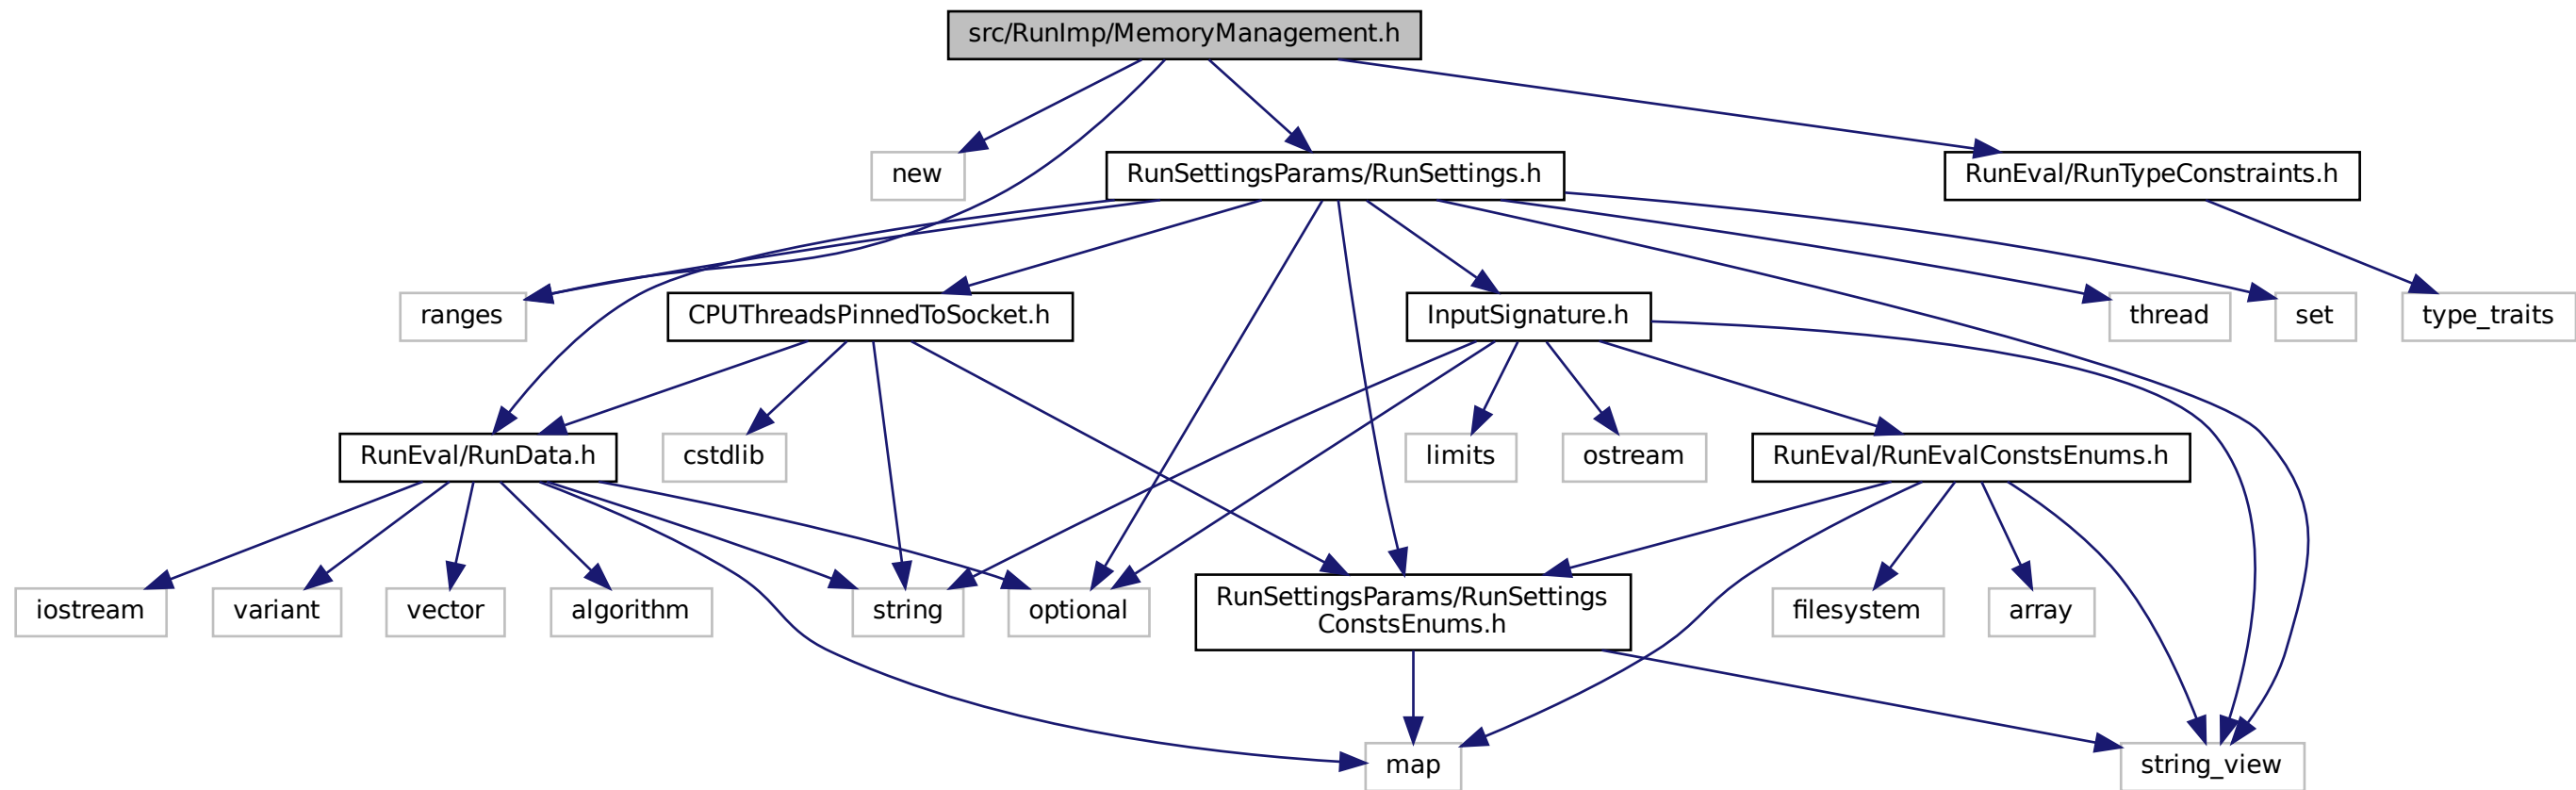 src/RunImp/MemoryManagement.h
new
RunSettingsParams/RunSettings.h
RunEval/RunTypeConstraints.h
ranges
CPUThreadsPinnedToSocket.h
InputSignature.h
thread
set
type_traits
RunEval/RunData.h
cstdlib
limits
ostream
RunEval/RunEvalConstsEnums.h
iostream
variant
vector
algorithm
string
optional
RunSettingsParams/RunSettings
ConstsEnums.h
filesystem
array
map
string_view